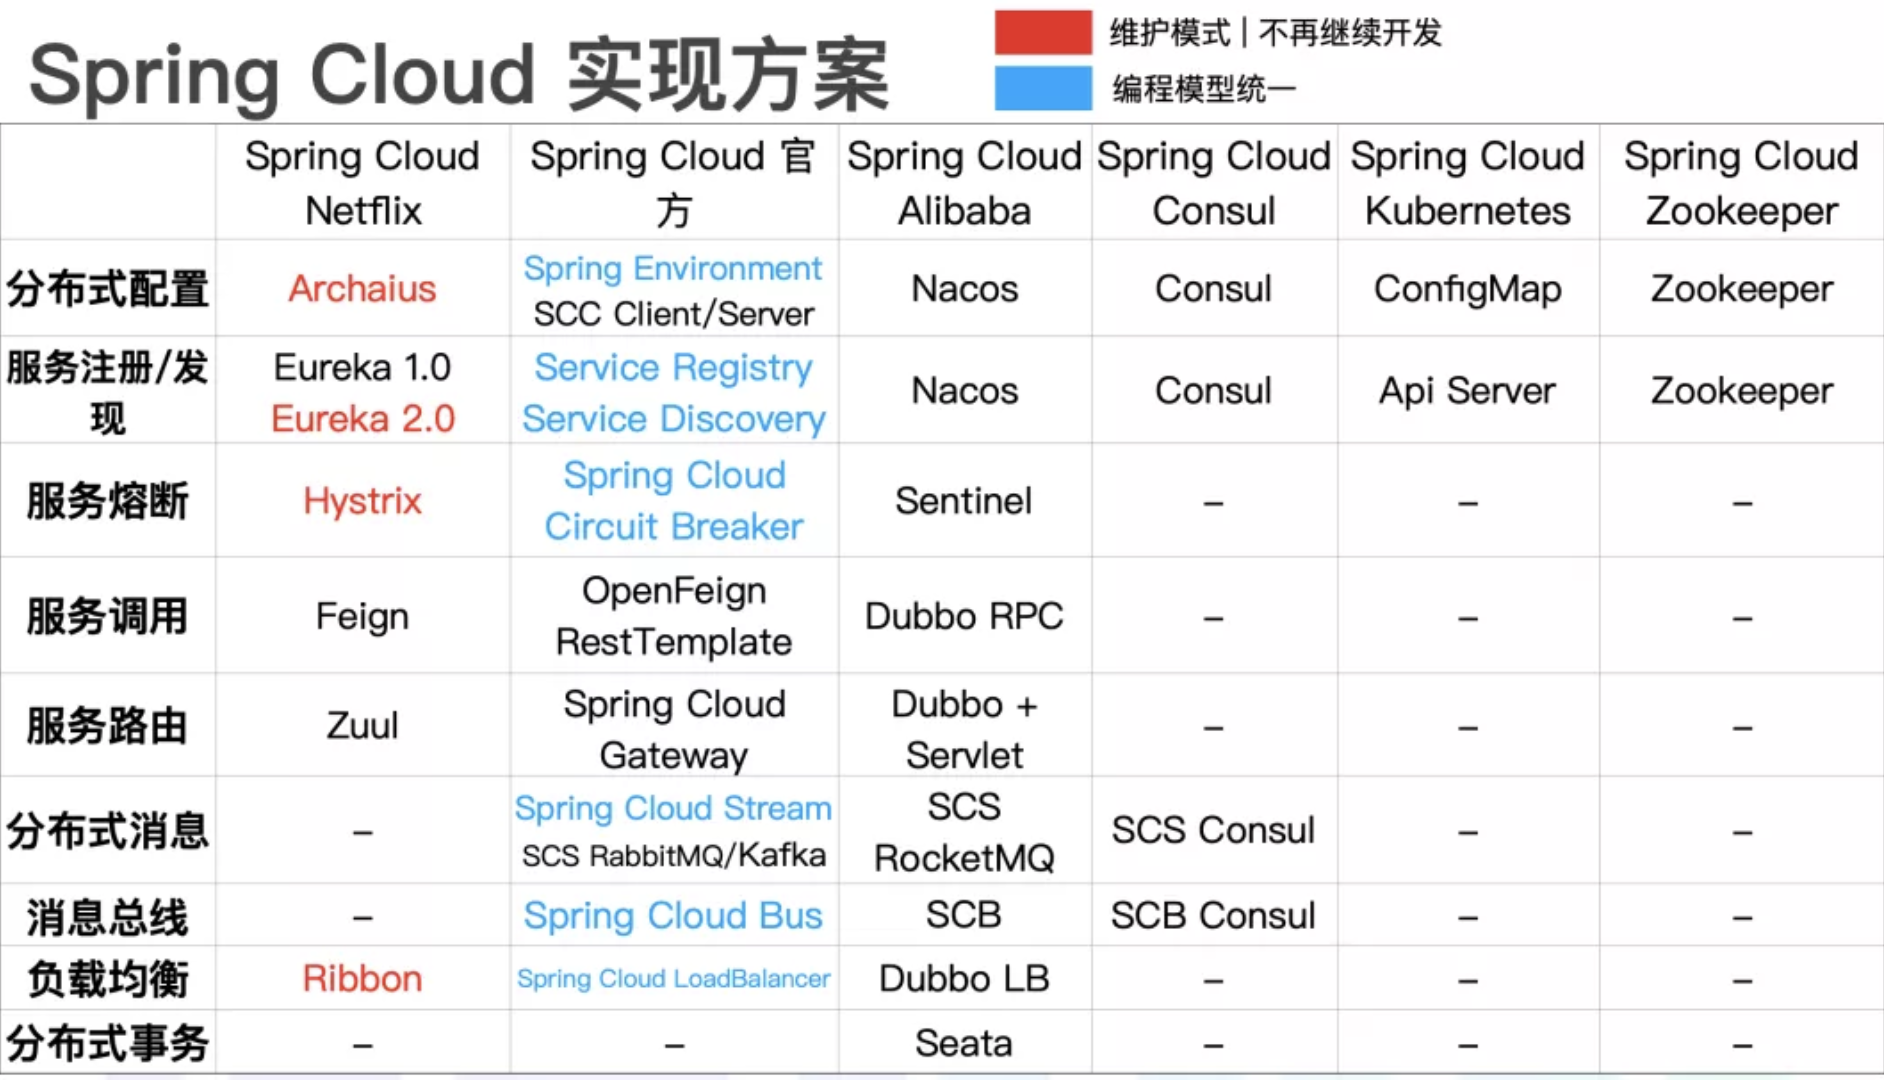 Spring Cloud 实现方案
维护模式 | 不再继续开发
编程模型统一
Spring Cloud
Netflix
Spring Cloud 官
方
Spring Cloud
Alibaba
Spring Cloud
Consul
Spring Cloud
Kubernetes
Spring Cloud
Zookeeper
分布式配置
Archaius
Spring Environment
SCC Client/Server
Nacos
Consul
ConfigMap
Zookeeper
服务注册/发
现
Eureka 1.0
Eureka 2.0
Service Registry
Service Discovery
Nacos
Consul
Api Server
Zookeeper
服务熔断
Hystrix
Spring Cloud
Circuit Breaker
Sentinel
–
–
–
服务调用
Feign
OpenFeign
RestTemplate
Dubbo RPC
–
–
–
服务路由
Zuul
Spring Cloud
Gateway
Dubbo +
Servlet
–
–
–
分布式消息
–
Spring Cloud Stream
SCS RabbitMQ/Kafka
SCS
RocketMQ
SCS Consul
–
–
消息总线
–
Spring Cloud Bus
SCB
SCB Consul
–
–
负载均衡
Ribbon
Spring Cloud LoadBalancer
Dubbo LB
–
–
–
分布式事务
–
–
Seata
–
–
–